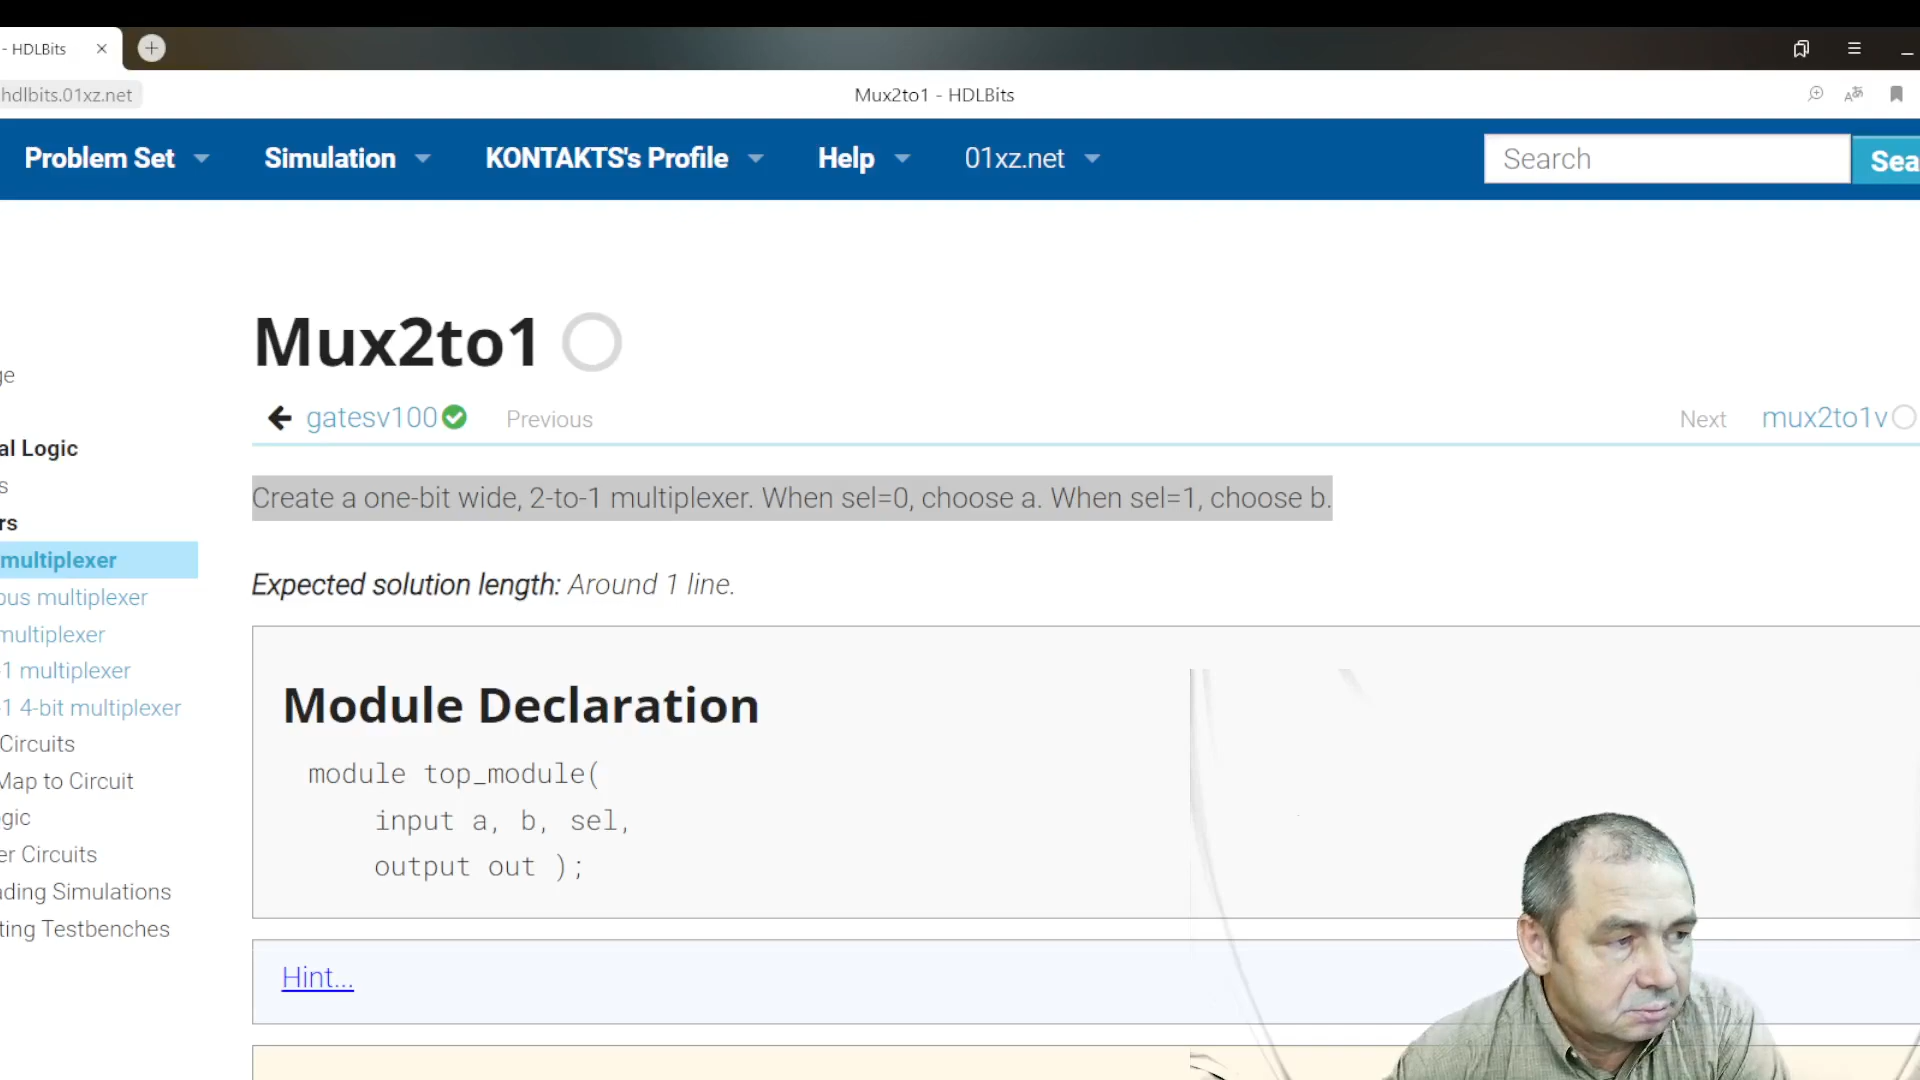 - HDLBits
hdlbits.01xz.net
Mux2to1 - HDLBits
Problem Set
Simulation
KONTAKTS's Profile
Help
01xz.net
Search
Sea
Mux2to1
ge
gatesv100
Previous
Next
mux2to1v
al Logic
s
Create a one-bit wide, 2-to-1 multiplexer. When sel=0, choose a. When sel=1, choose b.
rs
multiplexer
Expected solution length: Around 1 line.
bus multiplexer
multiplexer
-1 multiplexer
-1 4-bit multiplexer
Circuits
Map to Circuit
gic
er Circuits
ading Simulations
ting Testbenches
Module Declaration
module top_module(
input a, b, sel,
output out );
Hint...